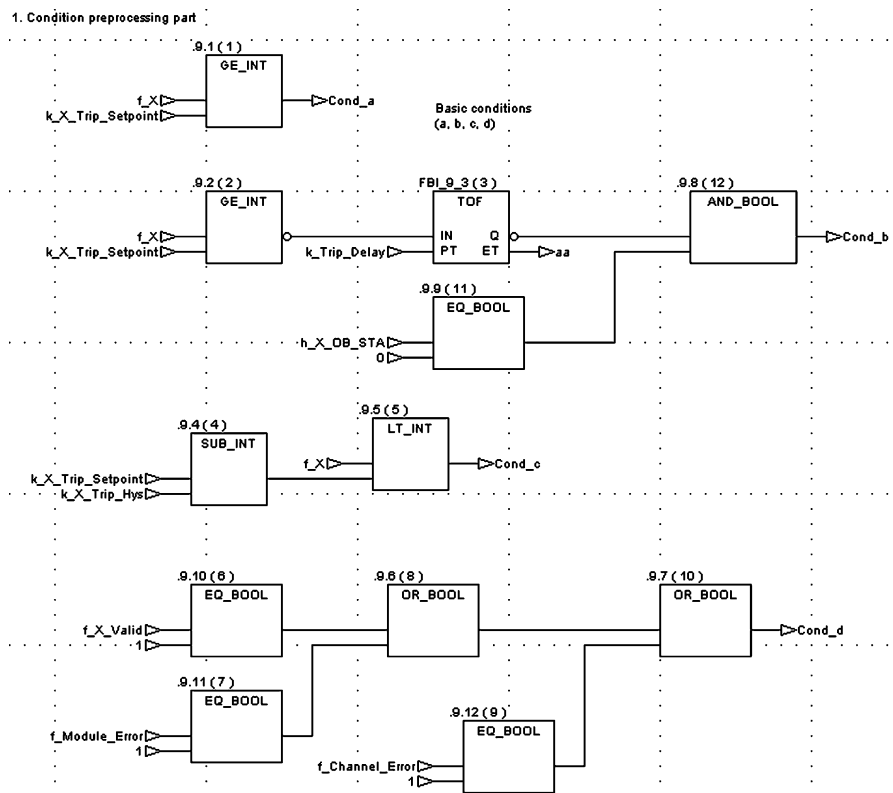 1. Condition preprocessing part
.9.1 (1)
GE_INT
f_X
k_X_Trip_Setpoint
Cond_a
Basic conditions
(a, b, c, d)
.9.2 (2)
GE_INT
f_X
k_X_Trip_Setpoint
FBI_9_3 (3)
TOF
IN Q
PT ET
k_Trip_Delay
aa
.9.8 (12)
AND_BOOL
Cond_b
.9.9 (11)
EQ_BOOL
h_X_OB_STA
0
.9.4 (4)
SUB_INT
k_X_Trip_Setpoint
k_X_Trip_Hys
.9.5 (5)
LT_INT
f_X
Cond_c
.9.10 (6)
EQ_BOOL
f_X_Valid
1
.9.6 (8)
OR_BOOL
.9.7 (10)
OR_BOOL
Cond_d
.9.11 (7)
EQ_BOOL
f_Module_Error
1
.9.12 (9)
EQ_BOOL
f_Channel_Error
1